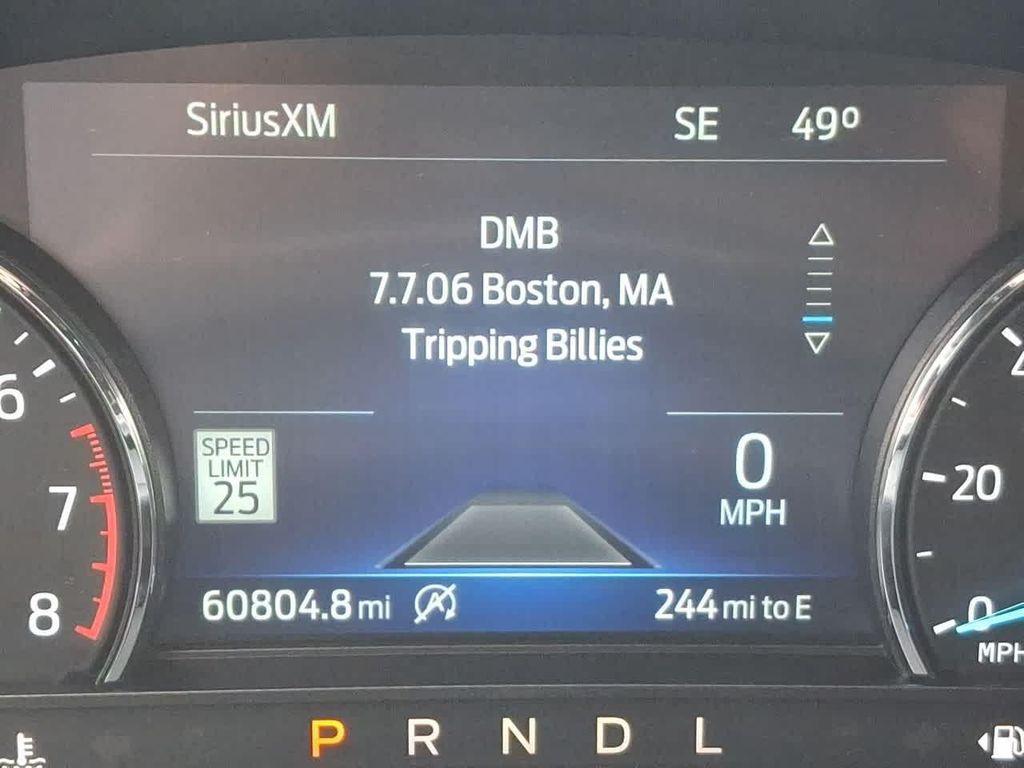 SiriusXM SE 49º
DMB
7.7.06 Boston, MA
Tripping Billies
SPEED
LIMIT
25
0
MPH
60804.8 mi A 244 mi to E
6
7
8
20
0
MPH
P R N D L